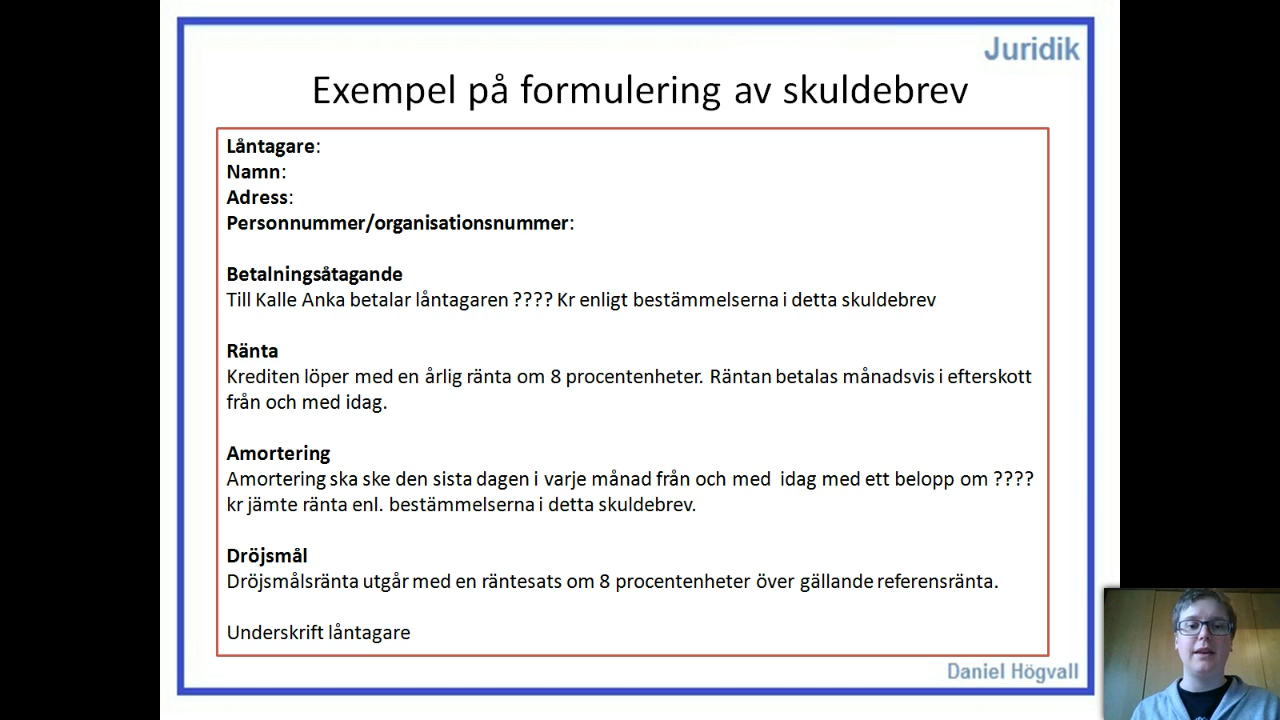 Juridik
Exempel på formulering av skuldebrev
Låntagare:
Namn:
Adress:
Personnummer/organisationsnummer:
Betalningsåtagande
Till Kalle Anka betalar låntagaren ???? Kr enligt bestämmelserna i detta skuldebrev
Ränta
Krediten löper med en årlig ränta om 8 procentenheter. Räntan betalas månadsvis i efterskott
från och med idag.
Amortering
Amortering ska ske den sista dagen i varje månad från och med idag med ett belopp om ????
kr jämte ränta enl. bestämmelserna i detta skuldebrev.
Dröjsmål
Dröjsmålsränta utgår med en räntesats om 8 procentenheter över gällande referensränta.
Underskrift låntagare
Daniel Högvall